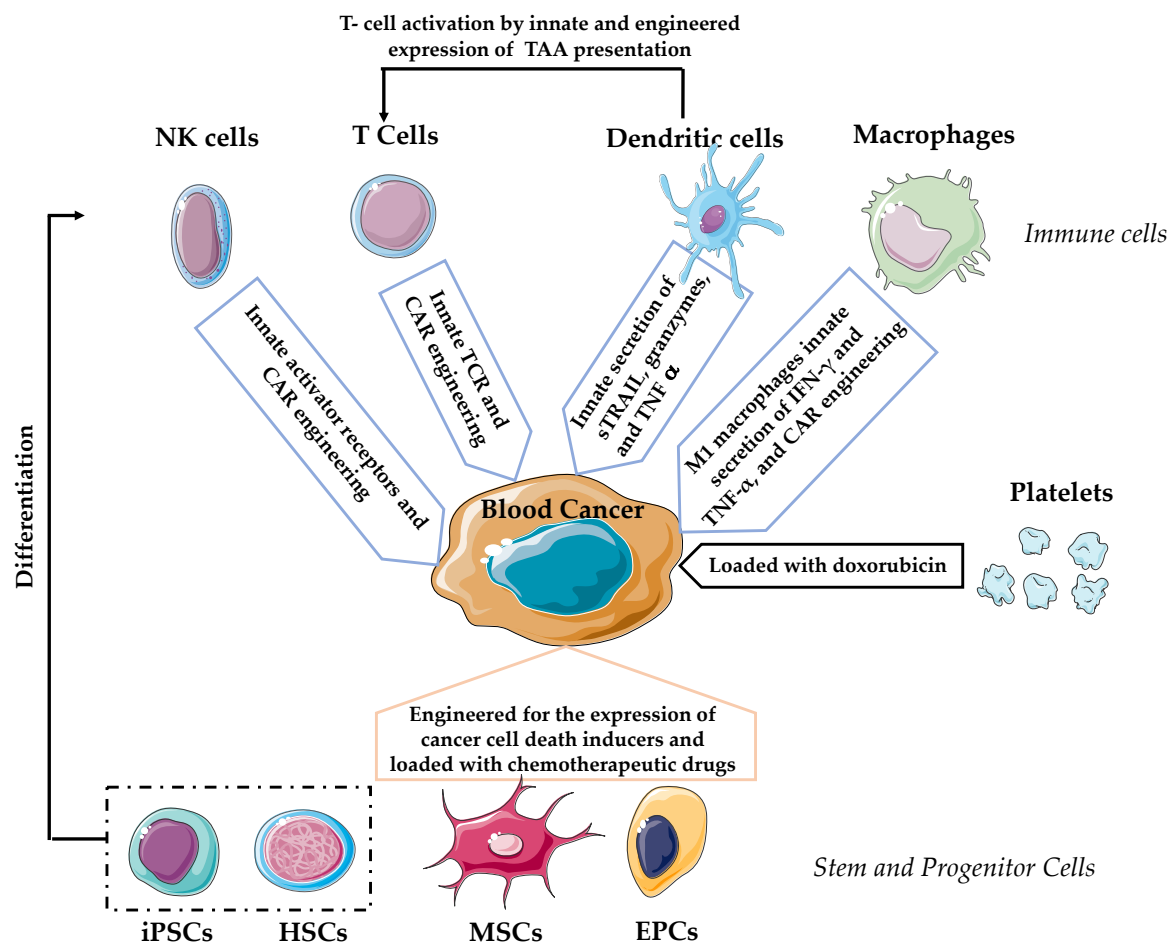 T- cell activation by innate and engineered
expression of  TAA presentation
NK cells
T Cells
Dendritic cells
Macrophages
Immune cells
Innate activator receptors and
CAR engineering
Innate TCR and
CAR engineering
Innate secretion of
sTRAIL, granzymes,
and TNF α
M1 macrophages innate
secretion of IFN-γ and
TNF-α, and CAR engineering
Differentiation
Blood Cancer
Platelets
Loaded with doxorubicin
Engineered for the expression of
cancer cell death inducers and
loaded with chemotherapeutic drugs
Stem and Progenitor Cells
iPSCs
HSCs
MSCs
EPCs